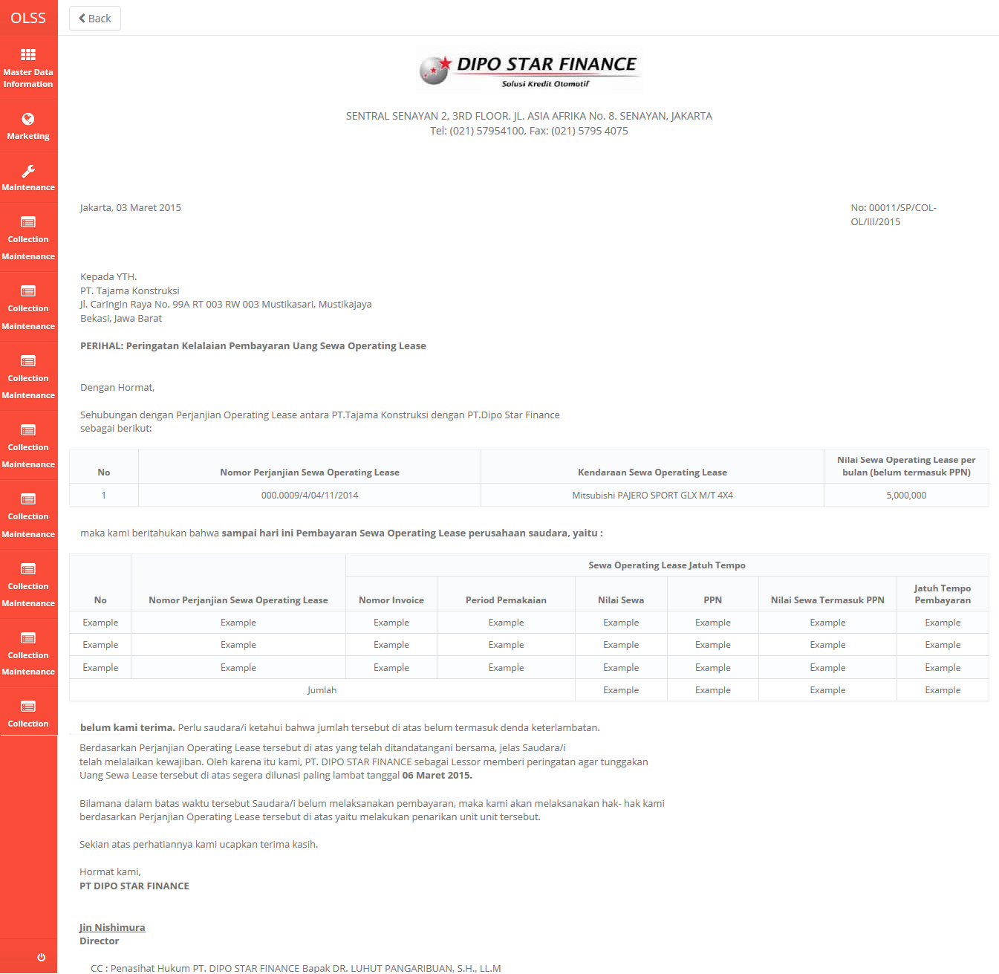 OLSS
Back
Master Data
Information
Marketing
Maintenance
Collection
Maintenance
Collection
Maintenance
Collection
Maintenance
Collection
Maintenance
Collection
Maintenance
Collection
Maintenance
Collection
Maintenance
Collection
DIPO STAR FINANCE
Solusi Kredit Otomotif
SENTRAL SENAYAN 2, 3RD FLOOR. JL. ASIA AFRIKA No. 8. SENAYAN, JAKARTA
Tel: (021) 57954100, Fax: (021) 5795 4075
Jakarta, 03 Maret 2015
No: 00011/SP/COL-
OL/III/2015
Kepada YTH.
PT. Tajama Konstruksi
Jl. Caringin Raya No. 99A RT 003 RW 003 Mustikasari, Mustikajaya
Bekasi, Jawa Barat
PERIHAL: Peringatan Kelalaian Pembayaran Uang Sewa Operating Lease
Dengan Hormat,
Sehubungan dengan Perjanjian Operating Lease antara PT.Tajama Konstruksi dengan PT.Dipo Star Finance
sebagai berikut:
No Nomor Perjanjian Sewa Operating Lease Kendaraan Sewa Operating Lease Nilai Sewa Operating Lease per
bulan (belum termasuk PPN)
1 000.0009/4/04/11/2014 Mitsubishi PAJERO SPORT GLX M/T 4X4 5,000,000
maka kami beritahukan bahwa sampai hari ini Pembayaran Sewa Operating Lease perusahaan saudara, yaitu :
Sewa Operating Lease Jatuh Tempo
No Nomor Perjanjian Sewa Operating Lease Nomor Invoice Period Pemakaian Nilai Sewa PPN Nilai Sewa Termasuk PPN Jatuh Tempo
Pembayaran
Example Example Example Example Example Example Example Example
Example Example Example Example Example Example Example Example
Example Example Example Example Example Example Example Example
Jumlah Example Example Example Example
belum kami terima. Perlu saudara/i ketahui bahwa jumlah tersebut di atas belum termasuk denda keterlambatan.
Berdasarkan Perjanjian Operating Lease tersebut di atas yang telah ditandatangani bersama, jelas Saudara/i
telah melalaikan kewajiban. Oleh karena itu kami, PT. DIPO STAR FINANCE sebagai Lessor memberi peringatan agar tunggakan
Uang Sewa Lease tersebut di atas segera dilunasi paling lambat tanggal 06 Maret 2015.
Bilamana dalam batas waktu tersebut Saudara/i belum melaksanakan pembayaran, maka kami akan melaksanakan hak- hak kami
berdasarkan Perjanjian Operating Lease tersebut di atas yaitu melakukan penarikan unit unit tersebut.
Sekian atas perhatiannya kami ucapkan terima kasih.
Hormat kami,
PT DIPO STAR FINANCE
Jin Nishimura
Director
CC : Penasihat Hukum PT. DIPO STAR FINANCE Bapak DR. LUHUT PANGARIBUAN, S.H., LL.M